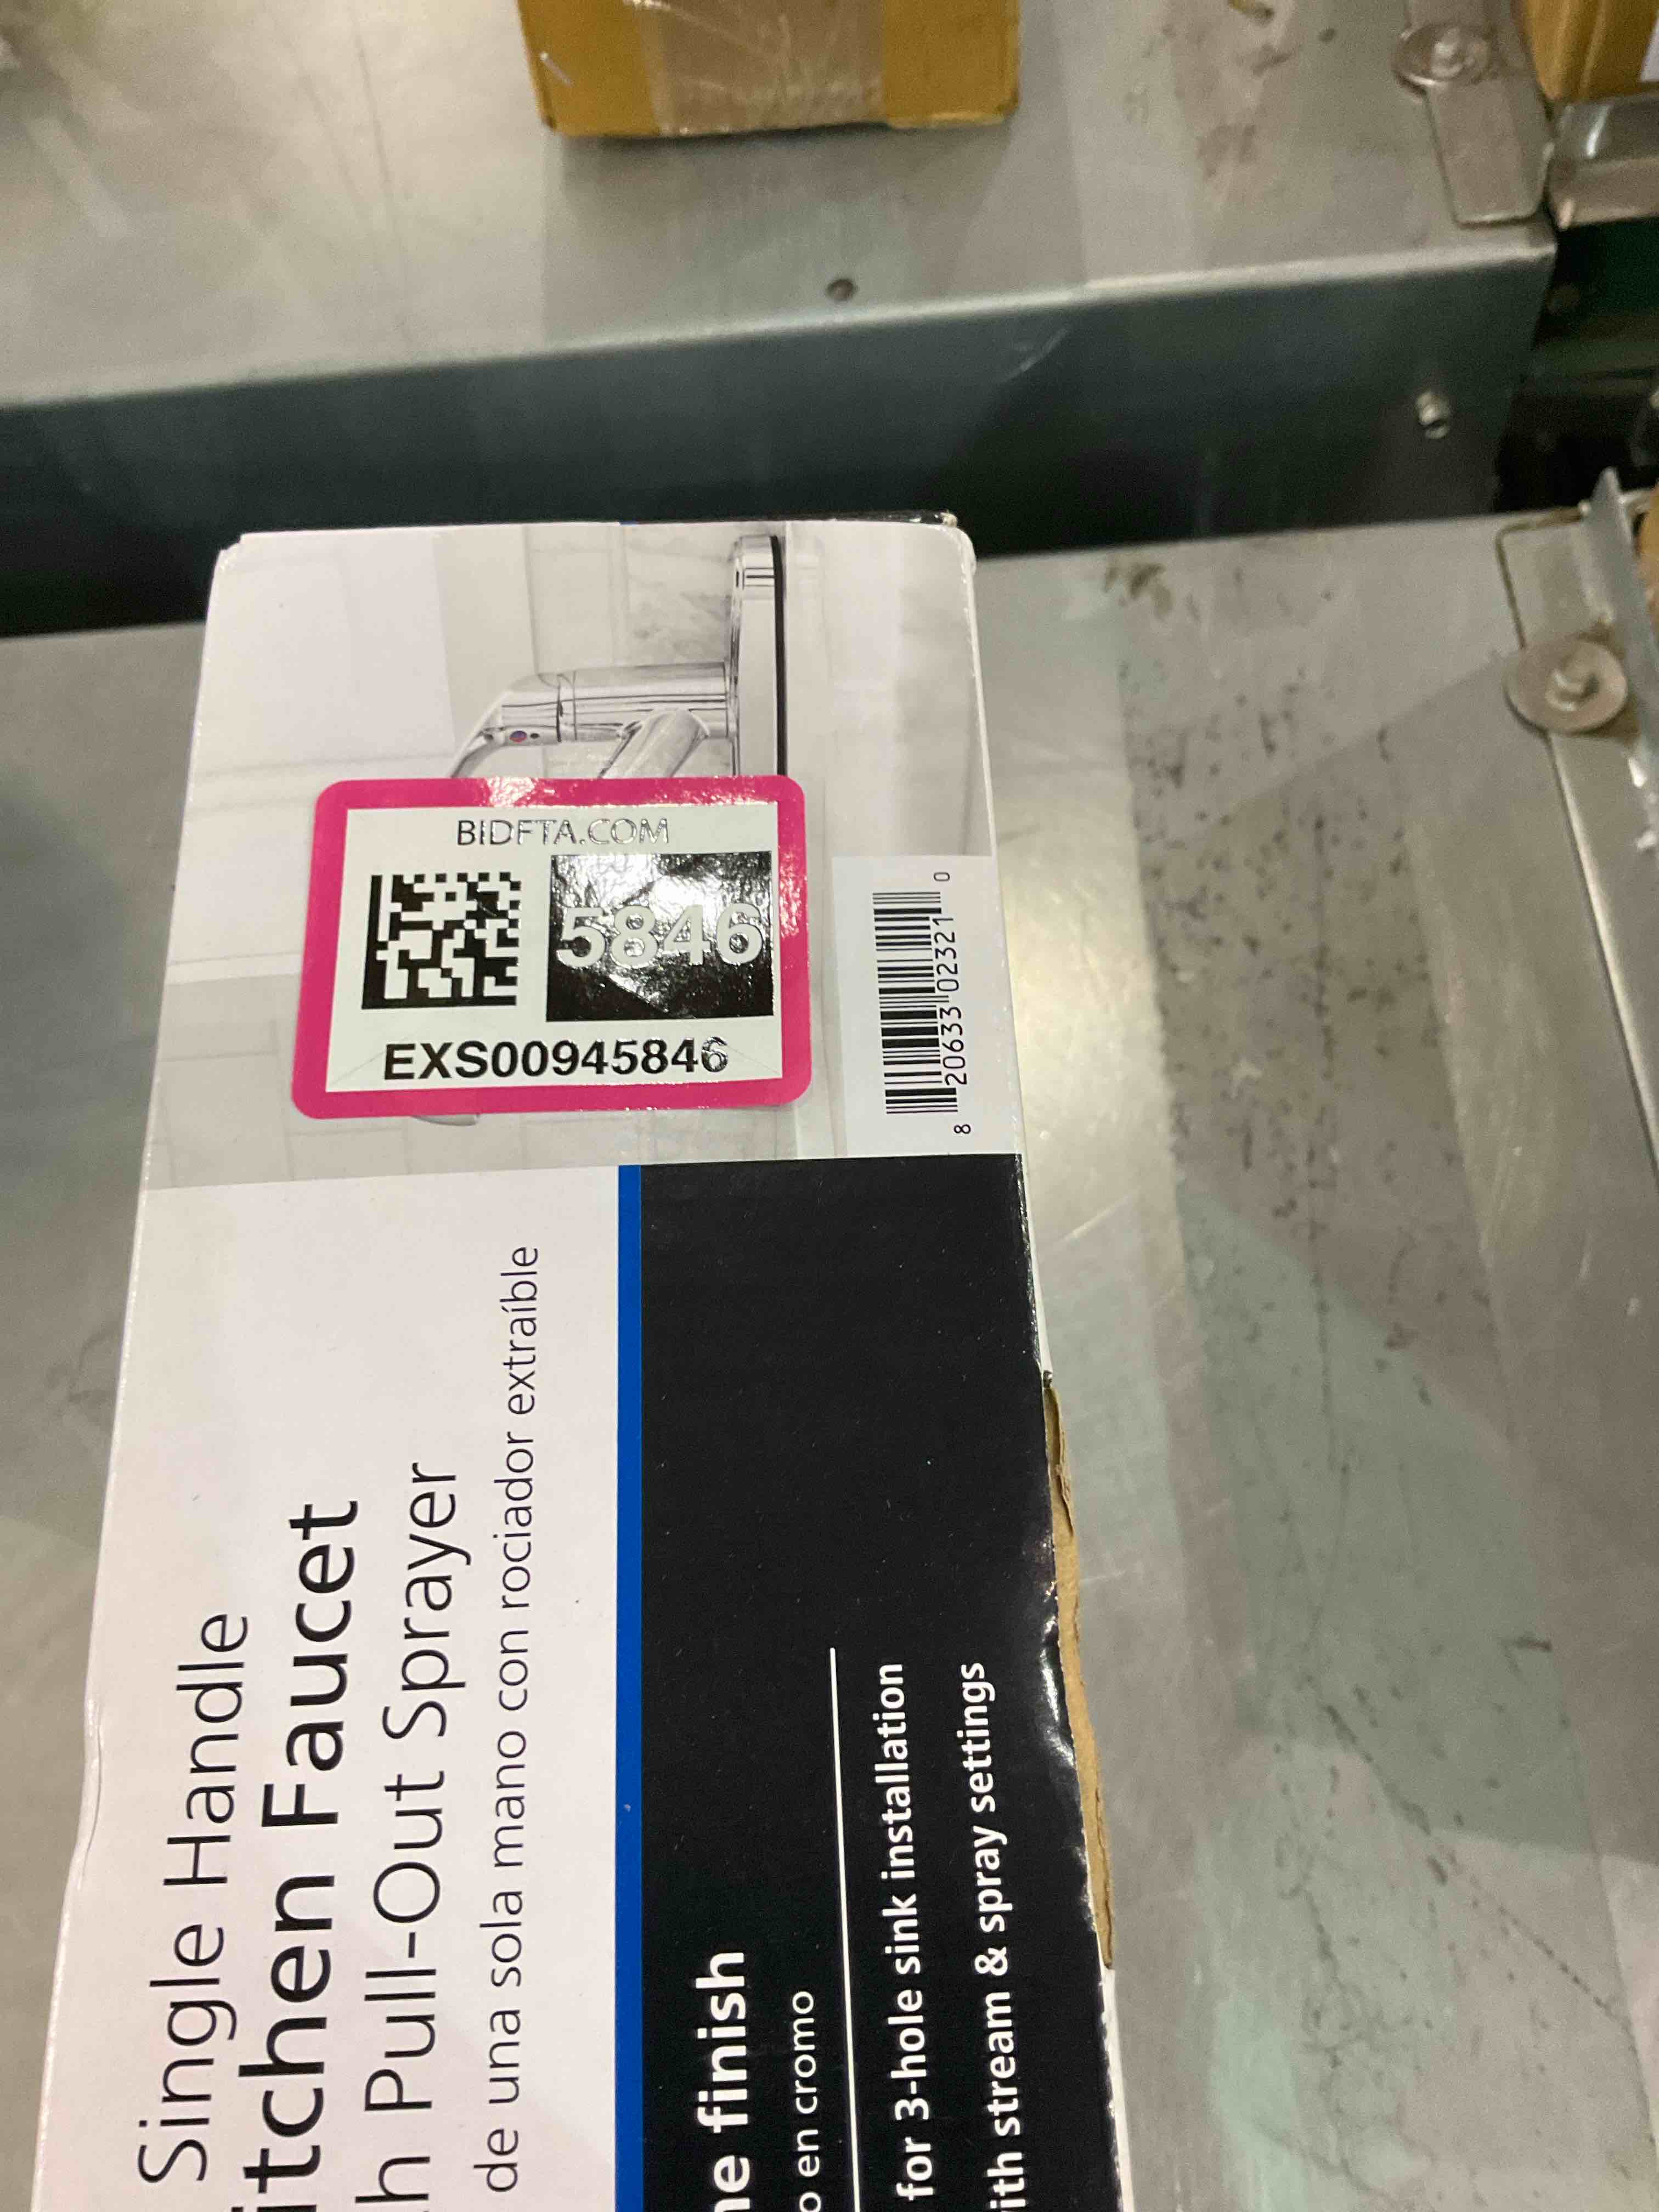 BIDFTA.COM
5846
EXS00945846
8 20633 02321 0
Single Handle
itchen Faucet
h Pull-Out Sprayer
de una sola mano con rociador extraíble
e finish
o en cromo
for 3-hole sink installation
ith stream & spray settings